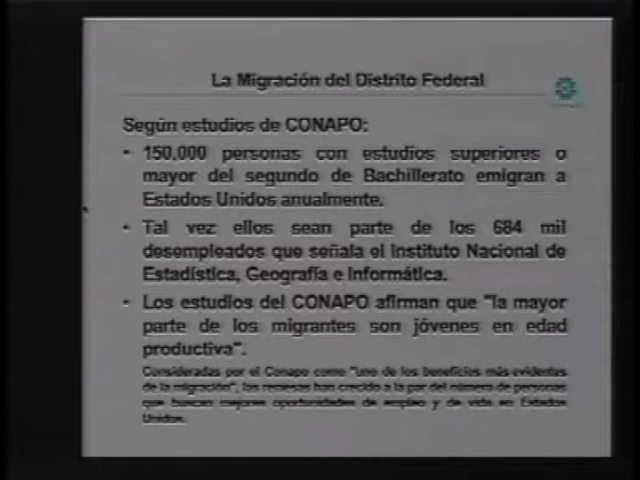 La Migración del Distrito Federal
Según estudios de CONAPO:
• 150,000 personas con estudios superiores o
mayor del segundo de Bachillerato emigran a
Estados Unidos anualmente.
• Tal vez ellos sean parte de los 684 mil
desempleados que señala el Instituto Nacional de
Estadística, Geografía e Informática.
• Los estudios del CONAPO afirman que "la mayor
parte de los migrantes son jóvenes en edad
productiva".
Consideradas por el Conapo como "uno de los beneficios más evidentes
de la migración", las remesas han crecido a la par del número de personas
que buscan mejores oportunidades de empleo y de vida en Estados
Unidos.